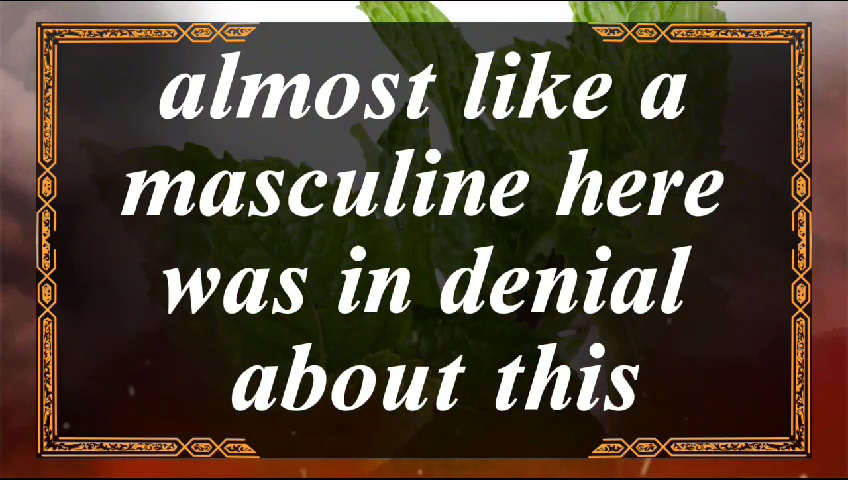 almost like a
masculine here
was in denial
about this